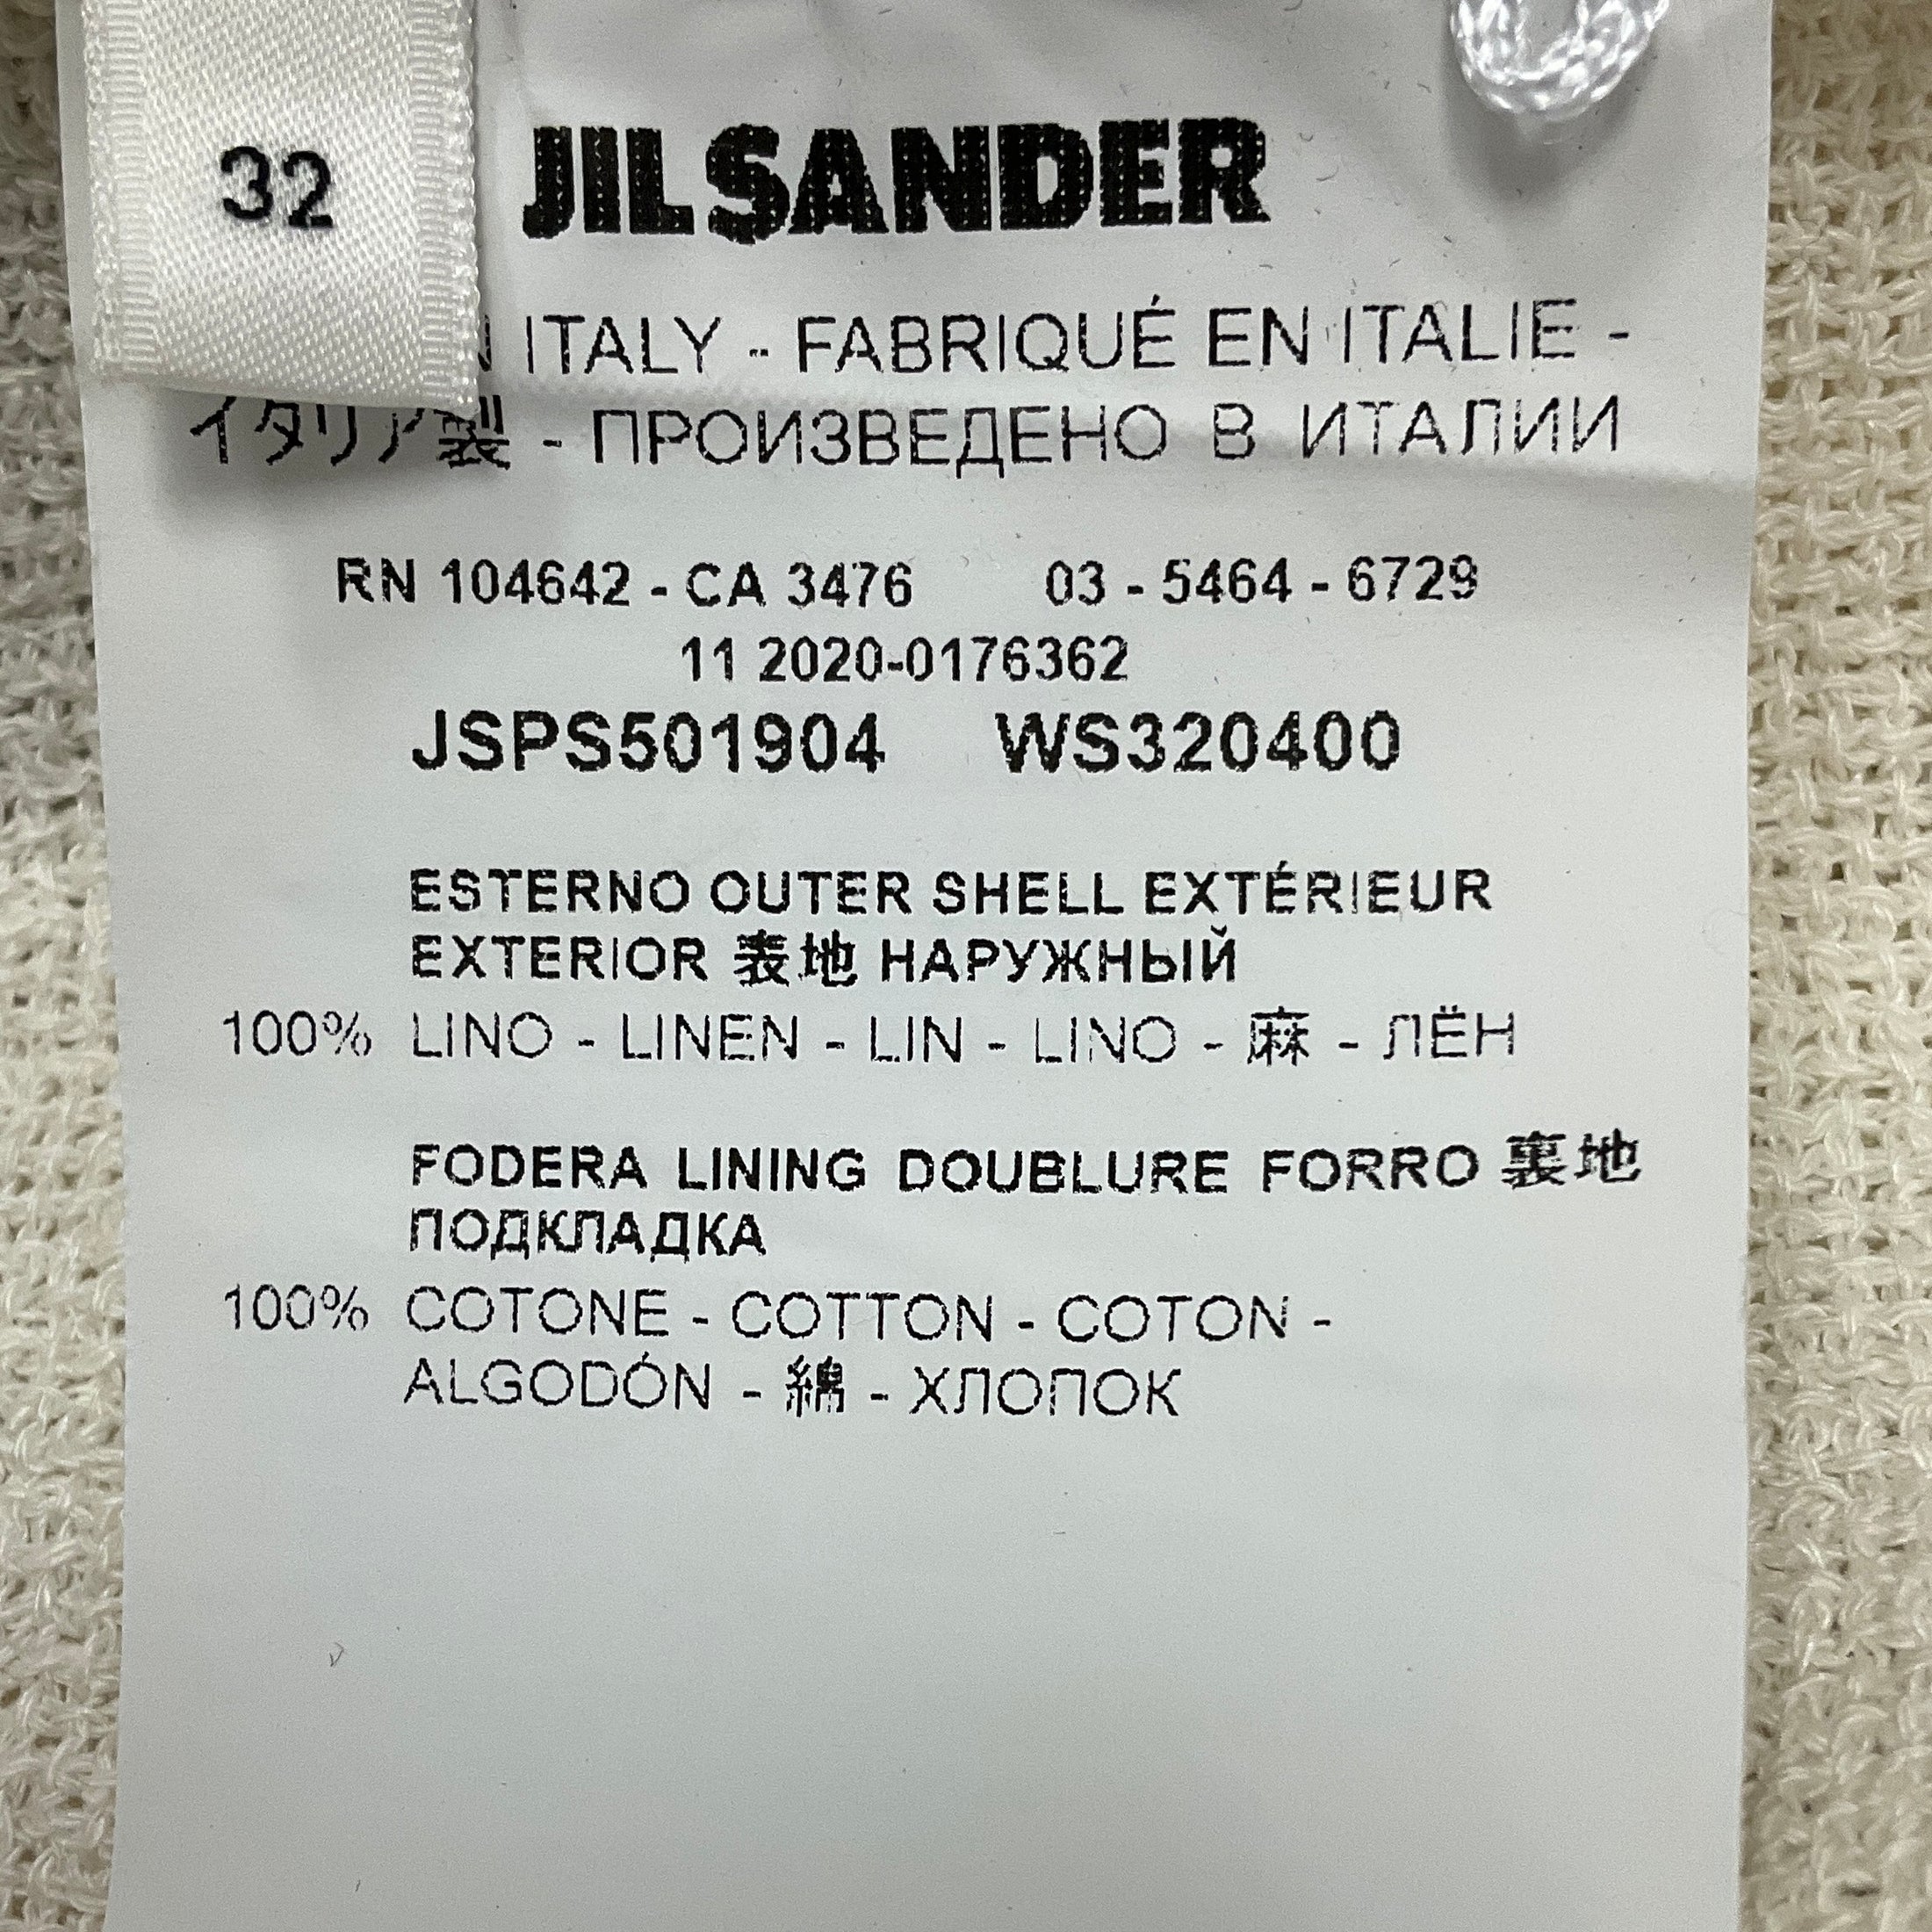 32
JIL SANDER
ITALY - FABRIQUÉ EN ITALIE -
イタリア製 - ПРОИЗВЕДЕНО В ИТАЛИИ
RN 104642 - CA 3476 03 - 5464 - 6729
11 2020-0176362
JSPS501904 WS320400
ESTERNO OUTER SHELL EXTÉRIEUR
EXTERIOR 表地 НАРУЖНЫЙ
100% LINO - LINEN - LIN - LINO - 麻 - ЛЁН
FODERA LINING DOUBLURE FORRO 裏地
ПОДКЛАДКА
100% COTONE - COTTON - COTON -
ALGODÓN - 綿 - ХЛОПОК